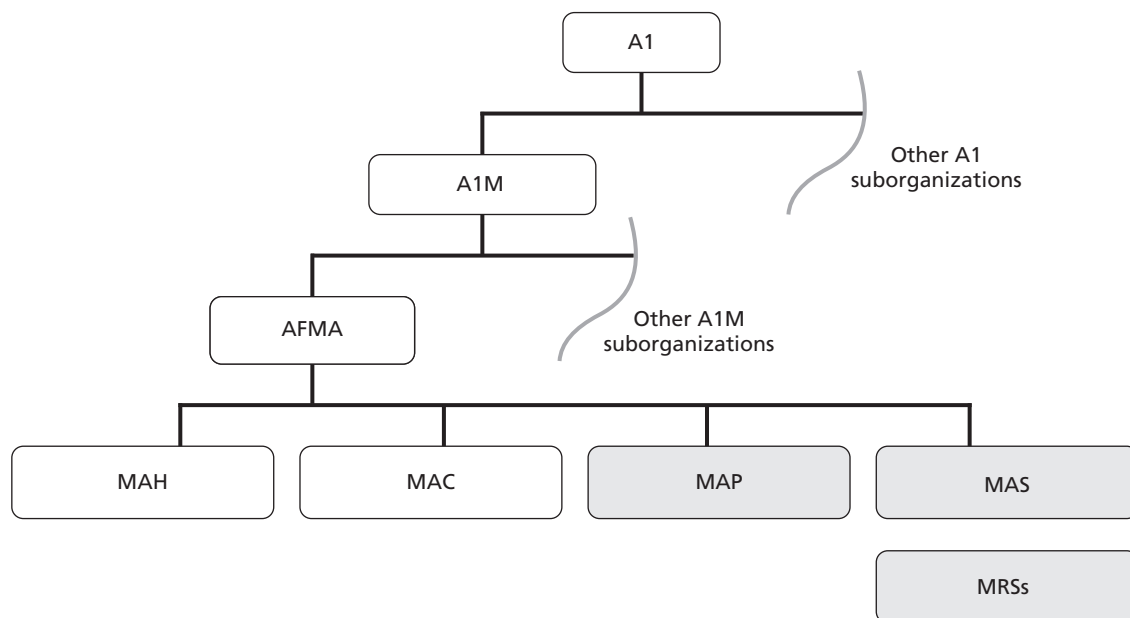 A1
Other A1
suborganizations
A1M
Other A1M
suborganizations
AFMA
MAH
MAC
MAP
MAS
MRSs